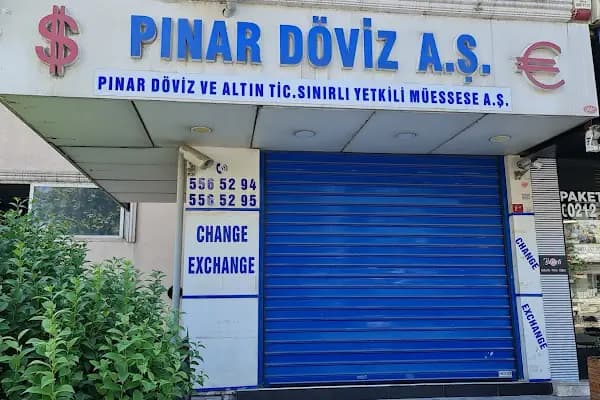 $ PINAR DÖVİZ A.Ş. €
PINAR DÖVİZ VE ALTIN TİC.SINIRLI YETKİLİ MÜESSESE A.Ş.
556 52 94
556 52 95
CHANGE
EXCHANGE
CHANGE
EXCHANGE
PAKET
0212